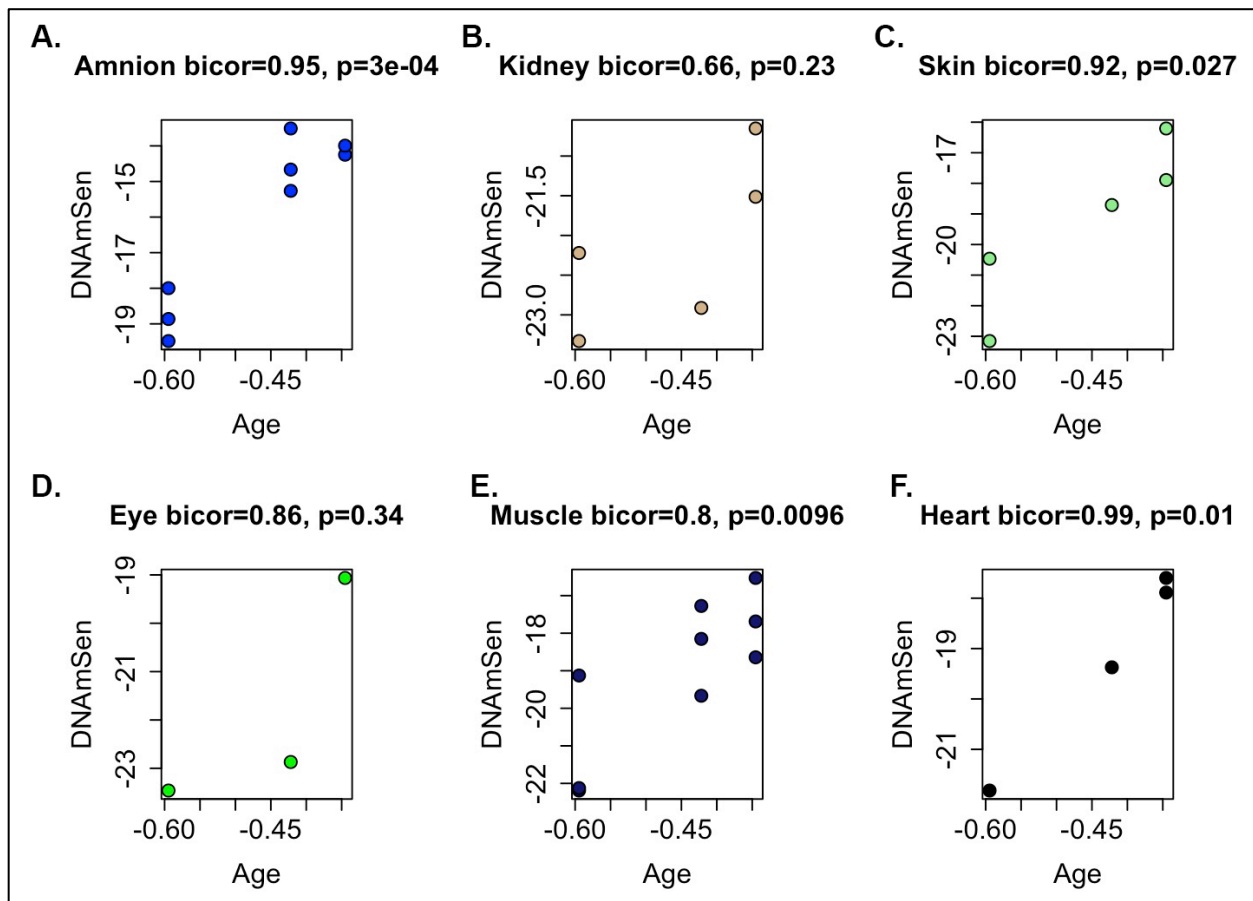 A.
Amnion bicor=0.95, p=3e-04
DNAmSen
-15
-17
-19
-0.60 -0.45
Age
B.
Kidney bicor=0.66, p=0.23
DNAmSen
-21.5
-23.0
-0.60 -0.45
Age
C.
Skin bicor=0.92, p=0.027
DNAmSen
-17
-20
-23
-0.60 -0.45
Age
D.
Eye bicor=0.86, p=0.34
DNAmSen
-19
-21
-23
-0.60 -0.45
Age
E.
Muscle bicor=0.8, p=0.0096
DNAmSen
-18
-20
-22
-0.60 -0.45
Age
F.
Heart bicor=0.99, p=0.01
DNAmSen
-19
-21
-0.60 -0.45
Age